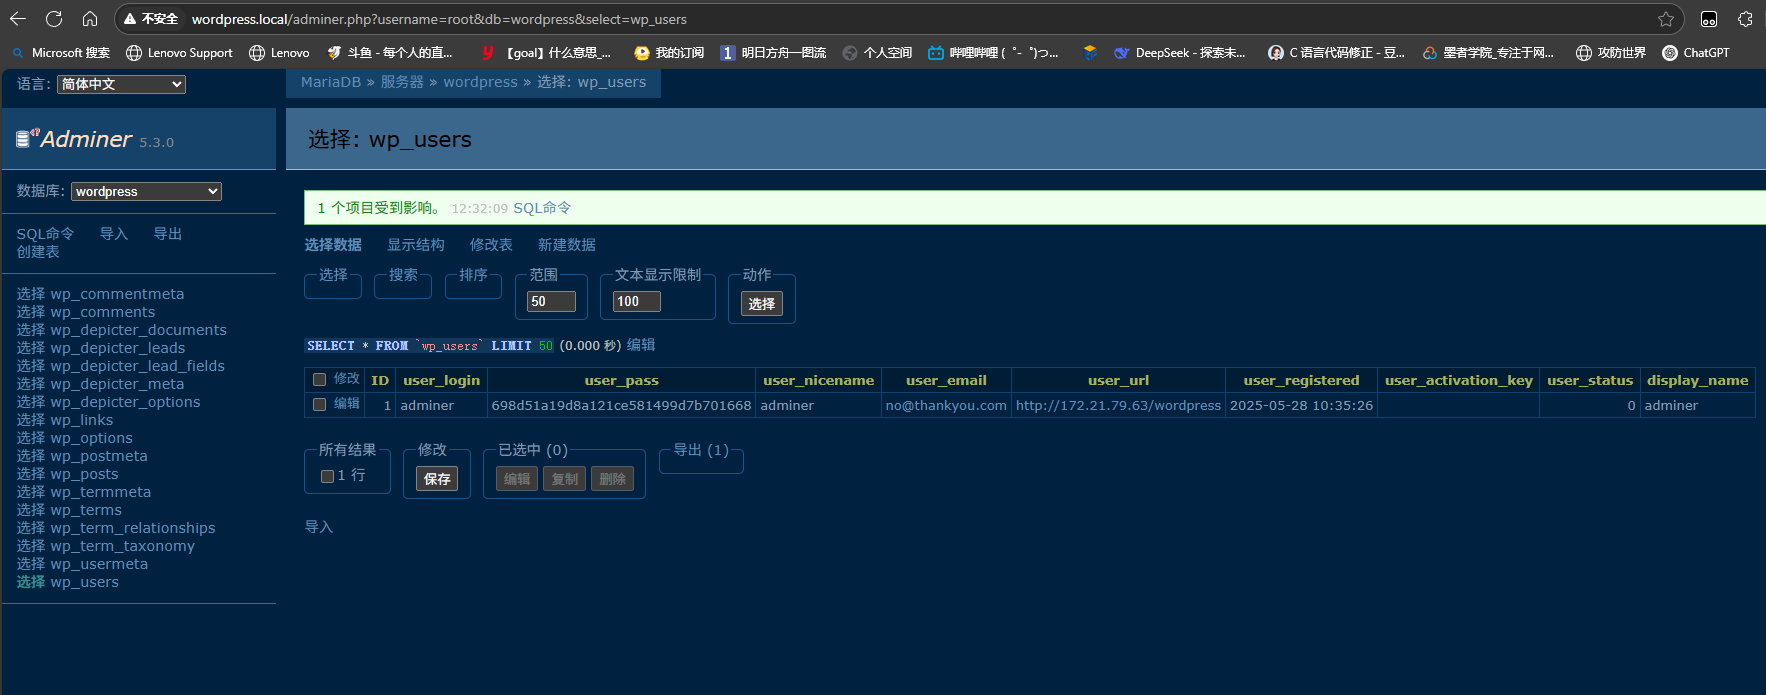 不安全 wordpress.local/adminer.php?username=root&db=wordpress&select=wp_users
Microsoft 搜索 Lenovo Support Lenovo 斗鱼 - 每个人的直... 【goal】什么意思_... 我的订阅 明日方舟一图流 个人空间 哔哩哔哩 ( ゜- ゜)つ... DeepSeek - 探索未... C 语言代码修正 - 豆... 墨者学院_专注于网... 攻防世界 ChatGPT
语言: 简体中文 MariaDB » 服务器 » wordpress » 选择: wp_users
Adminer 5.3.0 选择: wp_users
数据库: wordpress
1 个项目受到影响。 12:32:09 SQL命令
SQL命令 导入 导出
创建表
选择数据 显示结构 修改表 新建数据
选择 搜索 排序 范围 文本显示限制 动作
50 100 选择
SELECT * FROM `wp_users` LIMIT 50 (0.000 秒) 编辑
修改 ID user_login user_pass user_nicename user_email user_url user_registered user_activation_key user_status display_name
编辑 1 adminer 698d51a19d8a121ce581499d7b701668 adminer no@thankyou.com http://172.21.79.63/wordpress 2025-05-28 10:35:26 0 adminer
所有结果 修改 已选中 (0) 导出 (1)
1 行 保存 编辑 复制 删除
导入
选择 wp_commentmeta
选择 wp_comments
选择 wp_depicter_documents
选择 wp_depicter_leads
选择 wp_depicter_lead_fields
选择 wp_depicter_meta
选择 wp_depicter_options
选择 wp_links
选择 wp_options
选择 wp_postmeta
选择 wp_posts
选择 wp_termmeta
选择 wp_terms
选择 wp_term_relationships
选择 wp_term_taxonomy
选择 wp_usermeta
选择 wp_users